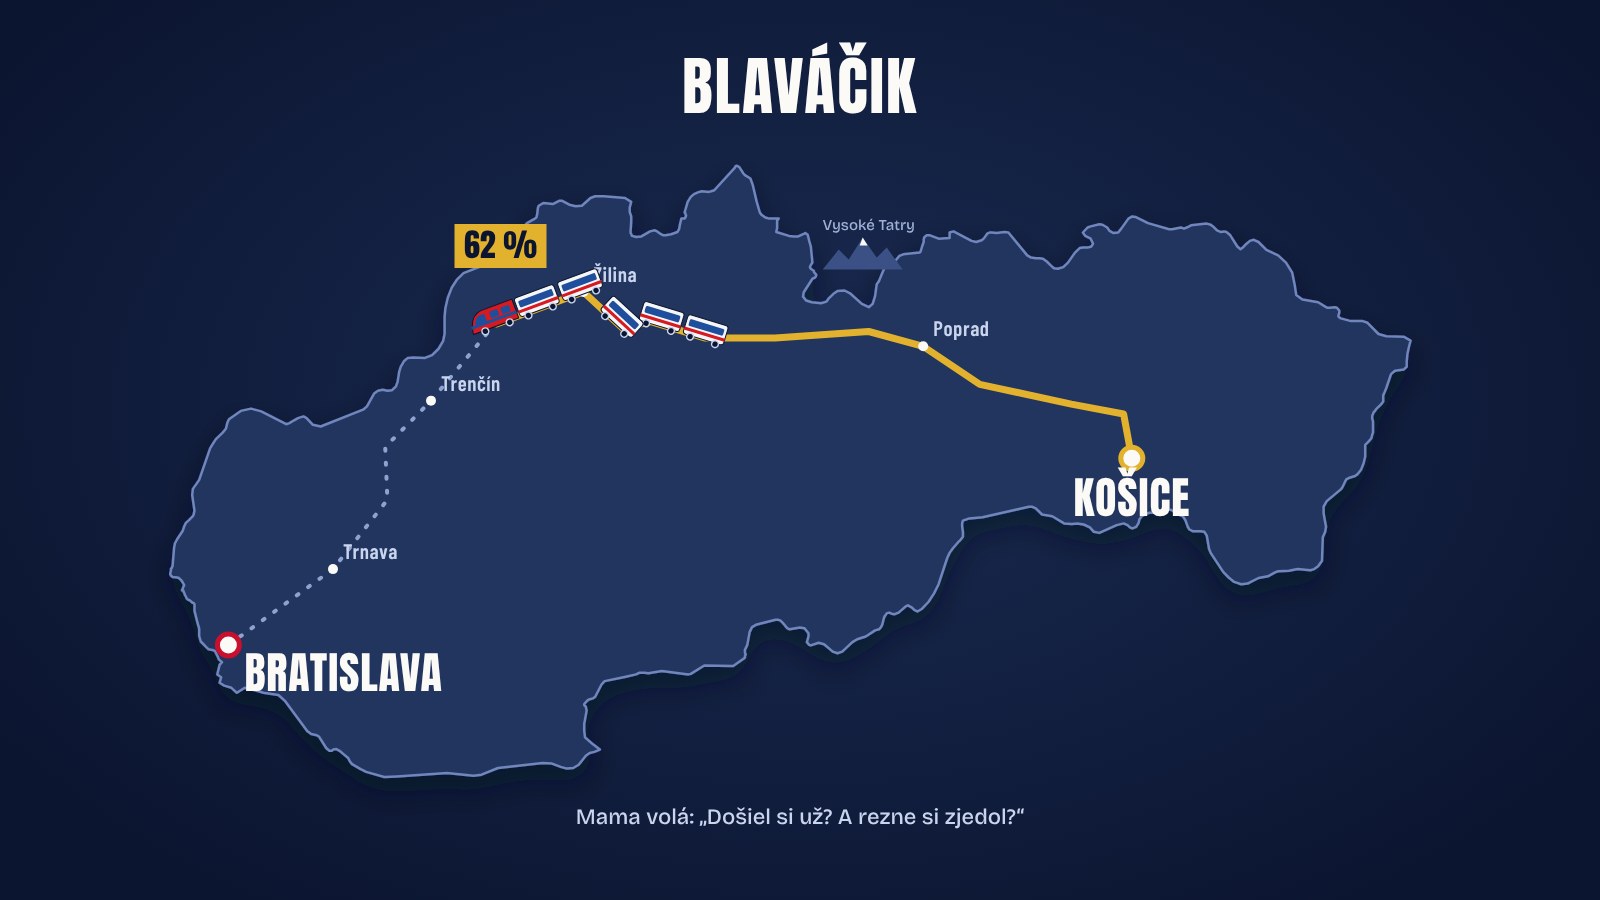 BLAVÁČIK
Vysoké Tatry
62 %
Žilina
Poprad
Trenčín
KOŠICE
Trnava
BRATISLAVA
Mama volá: „Došiel si už? A rezne si zjedol?“